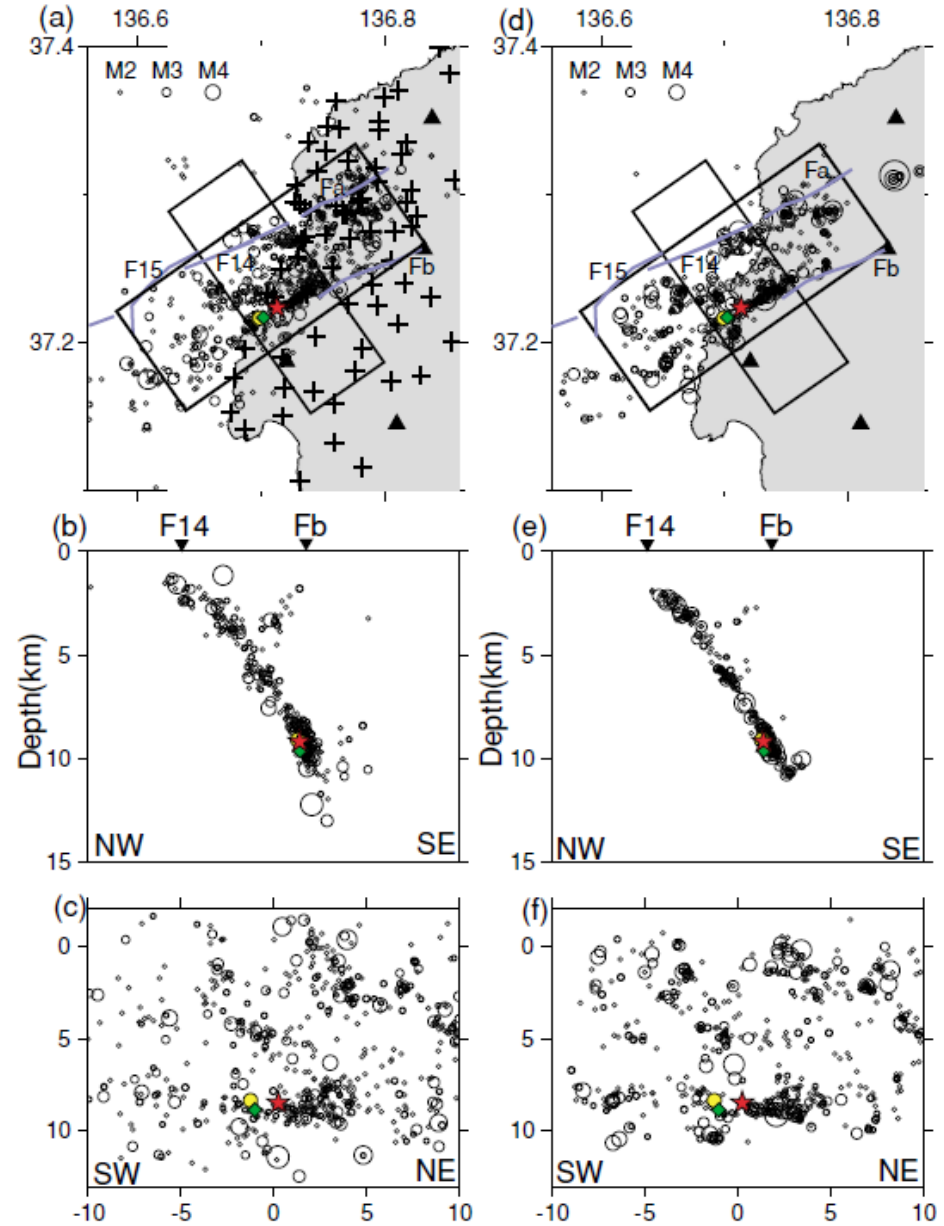 (a) 136.6 136.8 (d) 136.6 136.8
37.4 37.4
M2 M3 M4 M2 M3 M4
Fa Fa
F15 F14 F15 F14
Fb Fb
37.2 37.2
(b) F14 Fb (e) F14 Fb
0 0
5 5
Depth(km) Depth(km)
10 10
NW SE NW SE
15 15
(c) (f)
0 0
5 5
10 10
SW NE SW NE
-10 -5 0 5 10 -10 -5 0 5 10